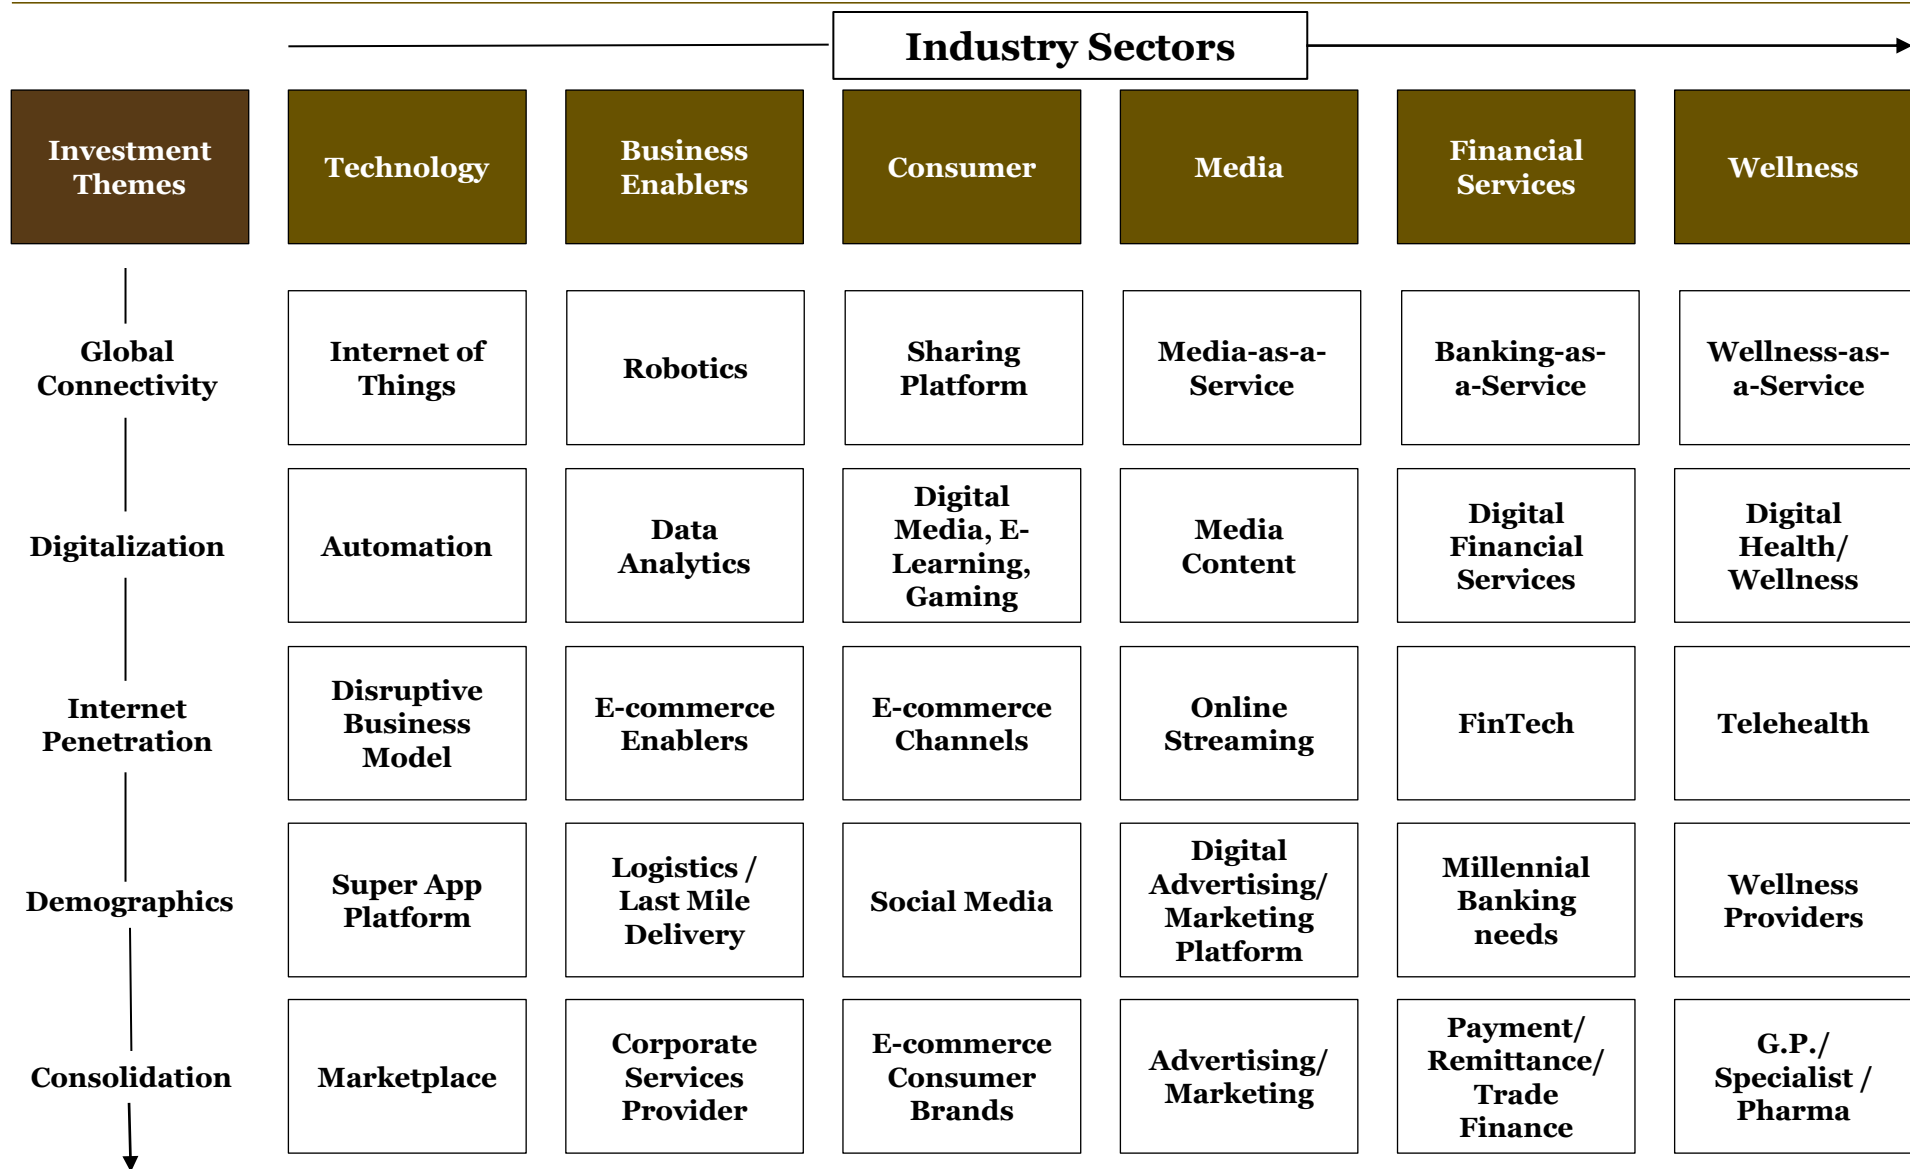 Industry Sectors
Investment
Themes
Technology
Business
Enablers
Consumer
Media
Financial
Services
Wellness
Global
Connectivity
Internet of
Things
Robotics
Sharing
Platform
Media-as-a-
Service
Banking-as-
a-Service
Wellness-as-
a-Service
Digitalization
Automation
Data
Analytics
Digital
Media, E-
Learning,
Gaming
Media
Content
Digital
Financial
Services
Digital
Health/
Wellness
Internet
Penetration
Disruptive
Business
Model
E-commerce
Enablers
E-commerce
Channels
Online
Streaming
FinTech
Telehealth
Demographics
Super App
Platform
Logistics /
Last Mile
Delivery
Social Media
Digital
Advertising/
Marketing
Platform
Millennial
Banking
needs
Wellness
Providers
Consolidation
Marketplace
Corporate
Services
Provider
E-commerce
Consumer
Brands
Advertising/
Marketing
Payment/
Remittance/
Trade
Finance
G.P./
Specialist /
Pharma